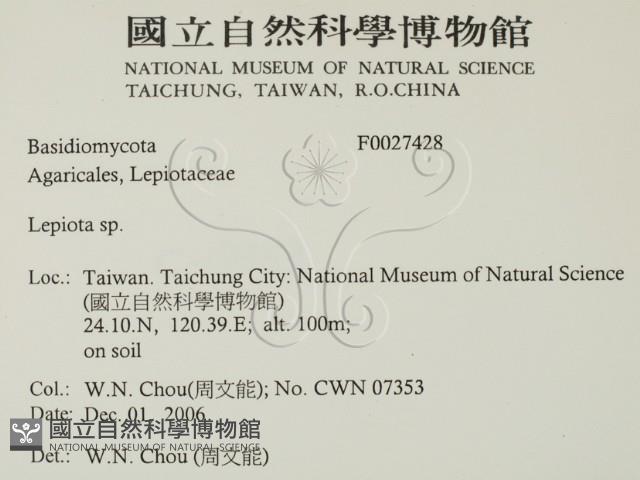 國立自然科學博物館
NATIONAL MUSEUM OF NATURAL SCIENCE
TAICHUNG, TAIWAN, R.O.CHINA
Basidiomycota F0027428
Agaricales, Lepiotaceae
Lepiota sp.
Loc.: Taiwan. Taichung City: National Museum of Natural Science
(國立自然科學博物館)
24.10.N, 120.39.E; alt. 100m;
on soil
Col.: W.N. Chou(周文能); No. CWN 07353
Date: Dec. 01, 2006
國立自然科學博物館
NATIONAL MUSEUM OF NATURAL SCIENCE
Det.: W.N. Chou (周文能)